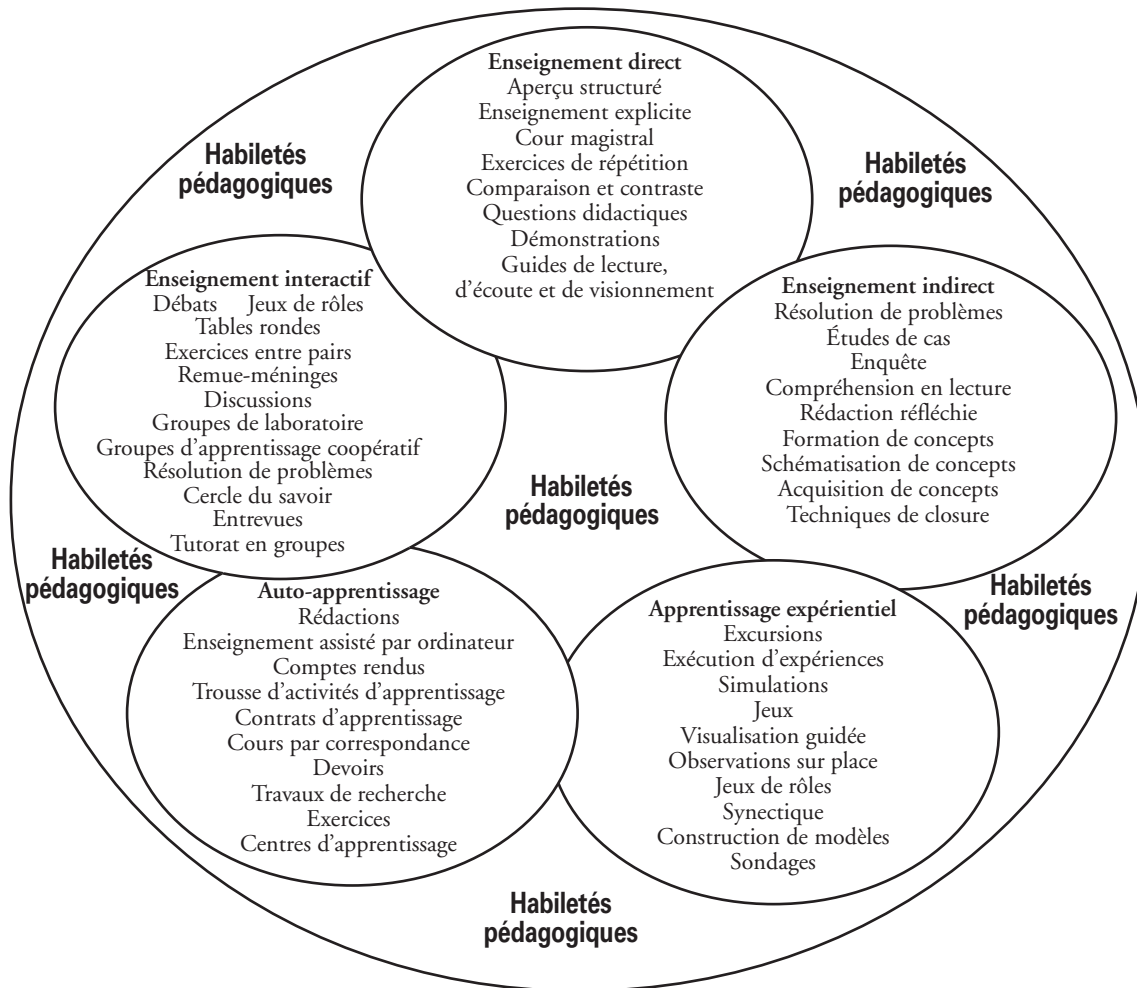 Enseignement direct
Aperçu structuré
Enseignement explicite
Cour magistral
Exercices de répétition
Comparaison et contraste
Questions didactiques
Démonstrations
Guides de lecture,
d'écoute et de visionnement
Habiletés
pédagogiques
Habiletés
pédagogiques
Enseignement interactif
Débats Jeux de rôles
Tables rondes
Exercices entre pairs
Remue-méninges
Discussions
Groupes de laboratoire
Groupes d'apprentissage coopératif
Résolution de problèmes
Cercle du savoir
Entrevues
Tutorat en groupes
Enseignement indirect
Résolution de problèmes
Études de cas
Enquête
Compréhension en lecture
Rédaction réfléchie
Formation de concepts
Schématisation de concepts
Acquisition de concepts
Techniques de closure
Habiletés
pédagogiques
Habiletés
pédagogiques
Habiletés
pédagogiques
Auto-apprentissage
Rédactions
Enseignement assisté par ordinateur
Comptes rendus
Trousse d'activités d'apprentissage
Contrats d'apprentissage
Cours par correspondance
Devoirs
Travaux de recherche
Exercices
Centres d'apprentissage
Apprentissage expérientiel
Excursions
Exécution d'expériences
Simulations
Jeux
Visualisation guidée
Observations sur place
Jeux de rôles
Synectique
Construction de modèles
Sondages
Habiletés
pédagogiques